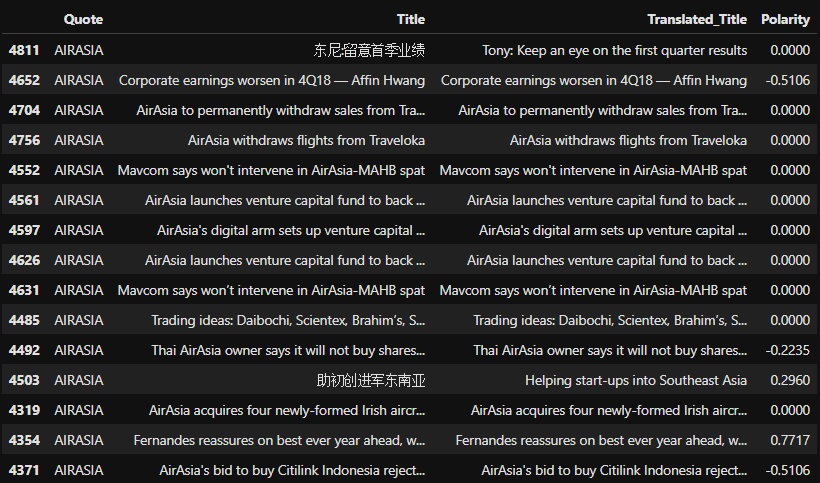 Quote Title Translated_Title Polarity
4811 AIRASIA 东尼:留意首季业绩 Tony: Keep an eye on the first quarter results 0.0000
4652 AIRASIA Corporate earnings worsen in 4Q18 — Affin Hwang Corporate earnings worsen in 4Q18 — Affin Hwang -0.5106
4704 AIRASIA AirAsia to permanently withdraw sales from Tra... AirAsia to permanently withdraw sales from Tra... 0.0000
4756 AIRASIA AirAsia withdraws flights from Traveloka AirAsia withdraws flights from Traveloka 0.0000
4552 AIRASIA Mavcom says won't intervene in AirAsia-MAHB spat Mavcom says won't intervene in AirAsia-MAHB spat 0.0000
4561 AIRASIA AirAsia launches venture capital fund to back ... AirAsia launches venture capital fund to back ... 0.0000
4597 AIRASIA AirAsia's digital arm sets up venture capital ... AirAsia's digital arm sets up venture capital ... 0.0000
4626 AIRASIA AirAsia launches venture capital fund to back ... AirAsia launches venture capital fund to back ... 0.0000
4631 AIRASIA Mavcom says won’t intervene in AirAsia-MAHB spat Mavcom says won’t intervene in AirAsia-MAHB spat 0.0000
4485 AIRASIA Trading ideas: Daibochi, Scientex, Brahim’s, S... Trading ideas: Daibochi, Scientex, Brahim’s, S... 0.0000
4492 AIRASIA Thai AirAsia owner says it will not buy shares... Thai AirAsia owner says it will not buy shares... -0.2235
4503 AIRASIA 助初创进军东南亚 Helping start-ups into Southeast Asia 0.2960
4319 AIRASIA AirAsia acquires four newly-formed Irish aircr... AirAsia acquires four newly-formed Irish aircr... 0.0000
4354 AIRASIA Fernandes reassures on best ever year ahead, w... Fernandes reassures on best ever year ahead, w... 0.7717
4371 AIRASIA AirAsia's bid to buy Citilink Indonesia reject... AirAsia's bid to buy Citilink Indonesia reject... -0.5106